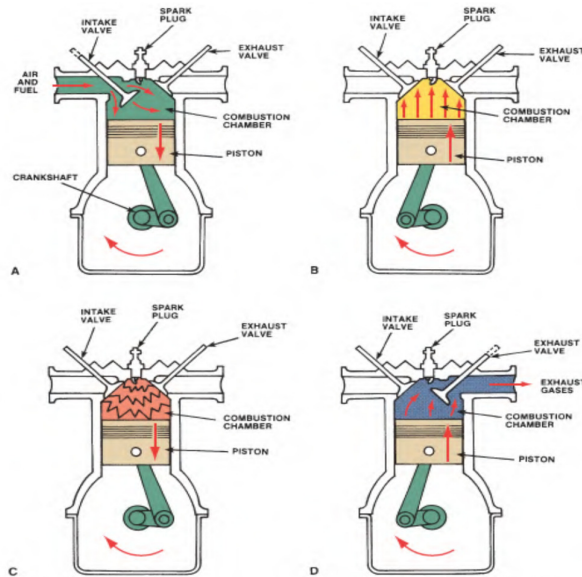 INTAKE
VALVE
SPARK
PLUG
EXHAUST
VALVE
AIR
AND
FUEL
COMBUSTION
CHAMBER
PISTON
CRANKSHAFT
A
INTAKE
VALVE
SPARK
PLUG
EXHAUST
VALVE
COMBUSTION
CHAMBER
PISTON
B
INTAKE
VALVE
SPARK
PLUG
EXHAUST
VALVE
COMBUSTION
CHAMBER
PISTON
C
INTAKE
VALVE
SPARK
PLUG
EXHAUST
VALVE
EXHAUST
GASES
COMBUSTION
CHAMBER
PISTON
D